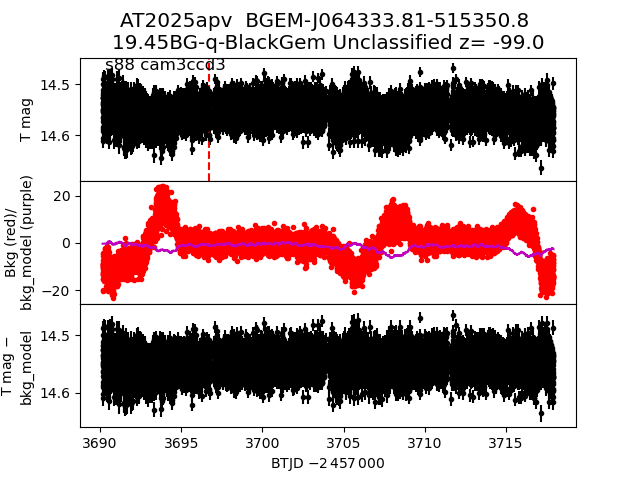 AT2025apv  BGEM-J064333.81-515350.8
19.45BG-q-BlackGem Unclassified z= -99.0
s88 cam3ccd3
14.5
14.6
T mag
20
0
−20
Bkg (red)/
bkg_model (purple)
14.5
14.6
T mag −
bkg_model
3690 3695 3700 3705 3710 3715
BTJD −2 457 000